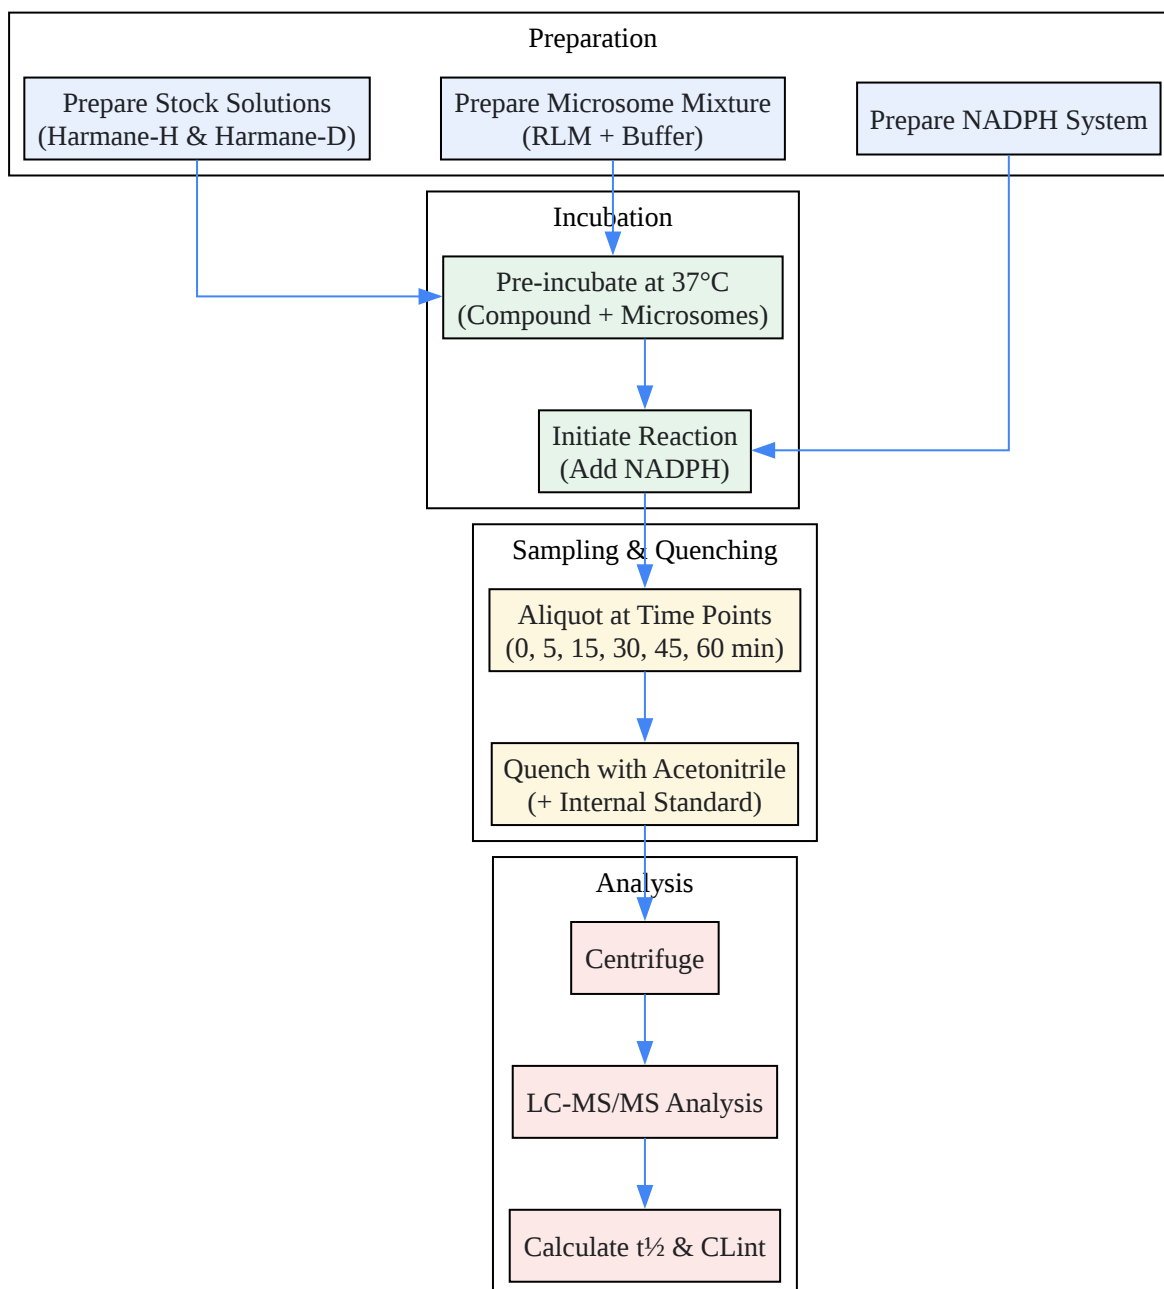 Preparation
Prepare Stock Solutions
(Harmane-H & Harmane-D)
Prepare Microsome Mixture
(RLM + Buffer)
Prepare NADPH System
Incubation
Pre-incubate at 37°C
(Compound + Microsomes)
Initiate Reaction
(Add NADPH)
Sampling & Quenching
Aliquot at Time Points
(0, 5, 15, 30, 45, 60 min)
Quench with Acetonitrile
(+ Internal Standard)
Analysis
Centrifuge
LC-MS/MS Analysis
Calculate t½ & CLint